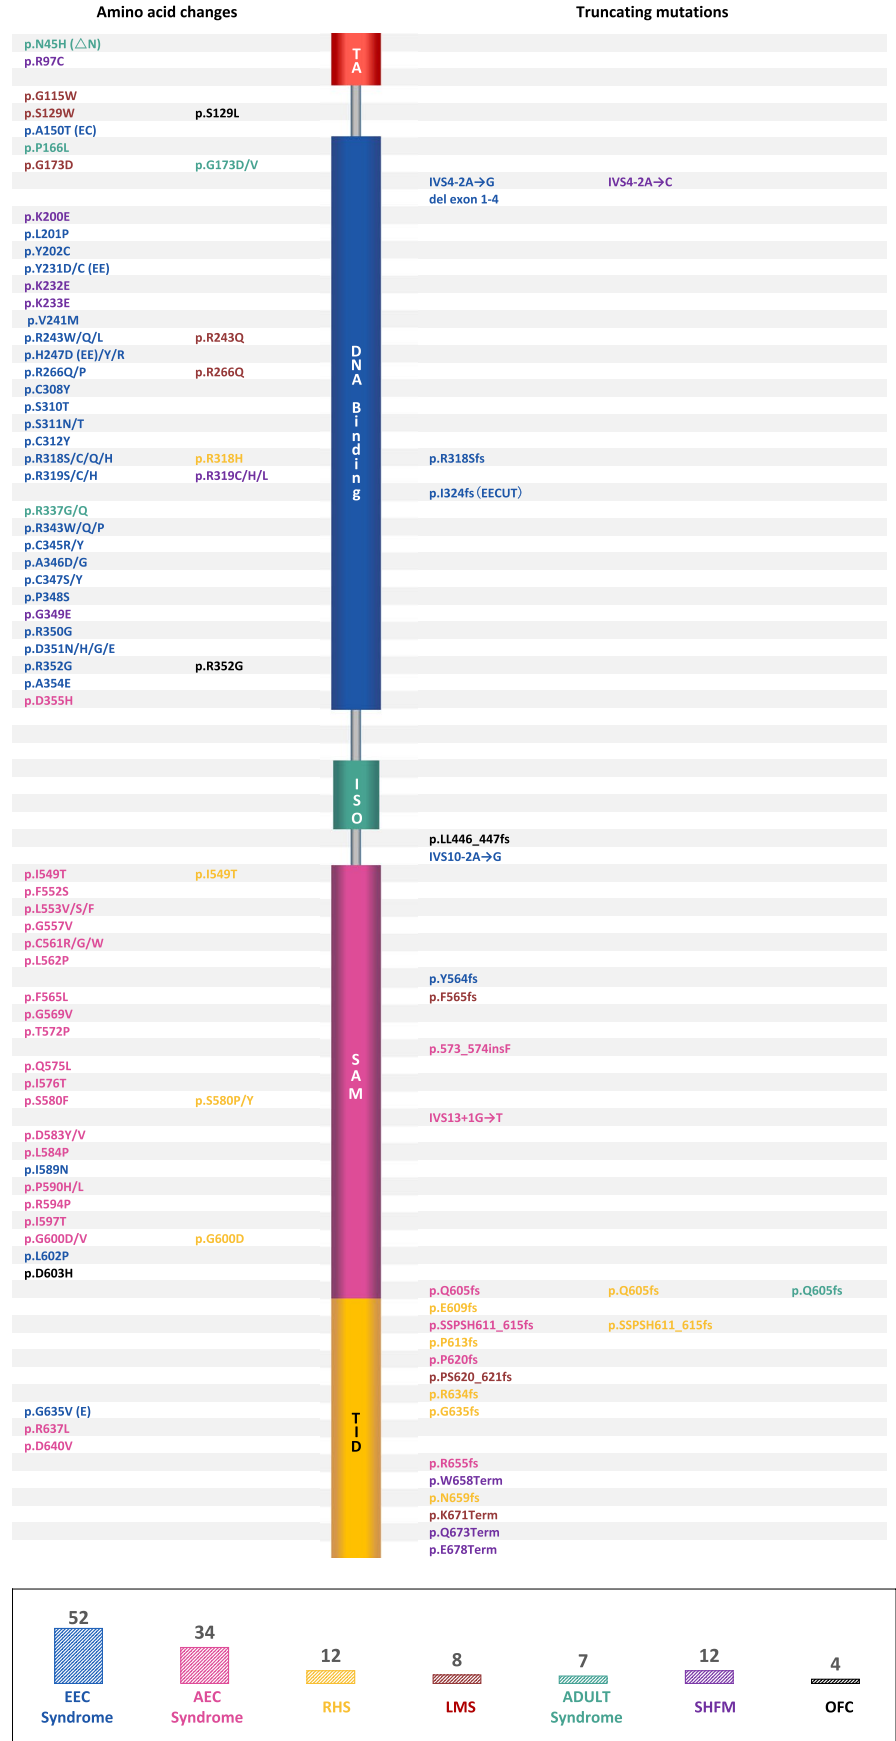 Amino acid changes	Truncating mutations
p.N45H (△N)
p.R97C
TA
p.G115W
p.S129W	p.S129L
p.A150T (EC)
p.P166L
p.G173D	p.G173D/V
IVS4-2A→G	IVS4-2A→C
del exon 1-4
p.K200E
p.L201P
p.Y202C
p.Y231D/C (EE)
p.K232E
p.K233E
p.V241M
p.R243W/Q/L	p.R243Q
p.H247D (EE)/Y/R
p.R266Q/P	p.R266Q
p.C308Y
p.S310T
p.S311N/T
p.C312Y
DNA Binding
p.R318S/C/Q/H	p.R318H	p.R318Sfs
p.R319S/C/H	p.R319C/H/L
p.I324fs (EECUT)
p.R337G/Q
p.R343W/Q/P
p.C345R/Y
p.A346D/G
p.C347S/Y
p.P348S
p.G349E
p.R350G
p.D351N/H/G/E
p.R352G	p.R352G
p.A354E
p.D355H
ISO
p.LL446_447fs
IVS10-2A→G
p.I549T	p.I549T
p.F552S
p.L553V/S/F
p.G557V
p.C561R/G/W
p.L562P
p.Y564fs
p.F565L	p.F565fs
p.G569V
p.T572P
p.573_574insF
SAM
p.Q575L
p.I576T
p.S580F	p.S580P/Y
IVS13+1G→T
p.D583Y/V
p.L584P
p.I589N
p.P590H/L
p.R594P
p.I597T
p.G600D/V	p.G600D
p.L602P
p.D603H
p.Q605fs	p.Q605fs	p.Q605fs
p.E609fs
p.SSPSH611_615fs	p.SSPSH611_615fs
p.P613fs
p.P620fs
p.PS620_621fs
p.R634fs
p.G635V (E)	p.G635fs
TID
p.R637L
p.D640V
p.R655fs
p.W658Term
p.N659fs
p.K671Term
p.Q673Term
p.E678Term
52	34	12	8	7	12	4
EEC Syndrome	AEC Syndrome	RHS	LMS	ADULT Syndrome	SHFM	OFC